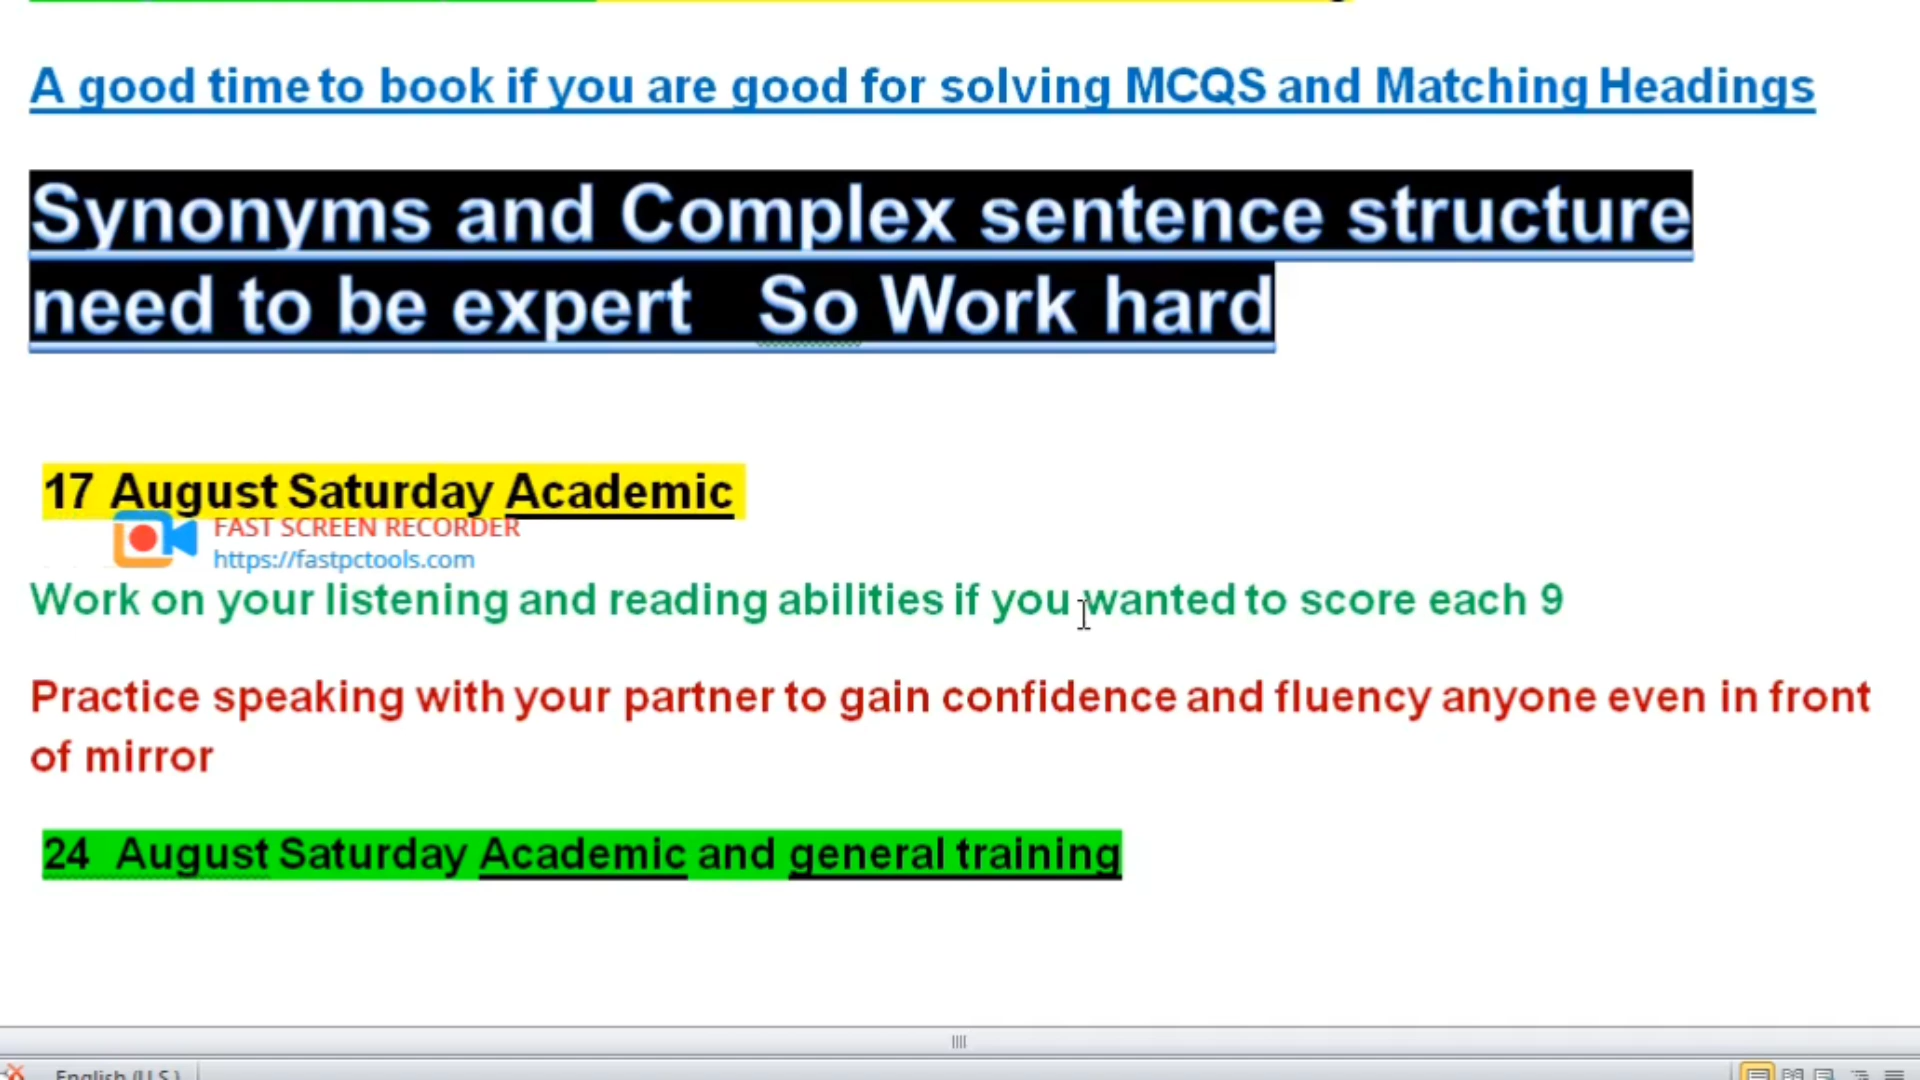 A good time to book if you are good for solving MCQS and Matching Headings
Synonyms and Complex sentence structure
need to be expert So Work hard
17 August Saturday Academic
FAST SCREEN RECORDER
https://fastpctools.com
Work on your listening and reading abilities if you wanted to score each 9
Practice speaking with your partner to gain confidence and fluency anyone even in front
of mirror
24 August Saturday Academic and general training
English (U.S.)